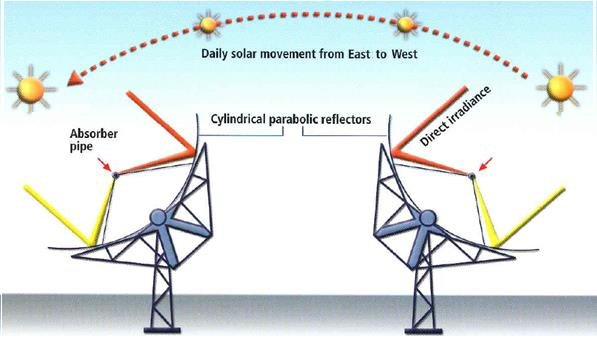 Daily solar movement from East to West
Cylindrical parabolic reflectors
Absorber
pipe
Direct irradiance